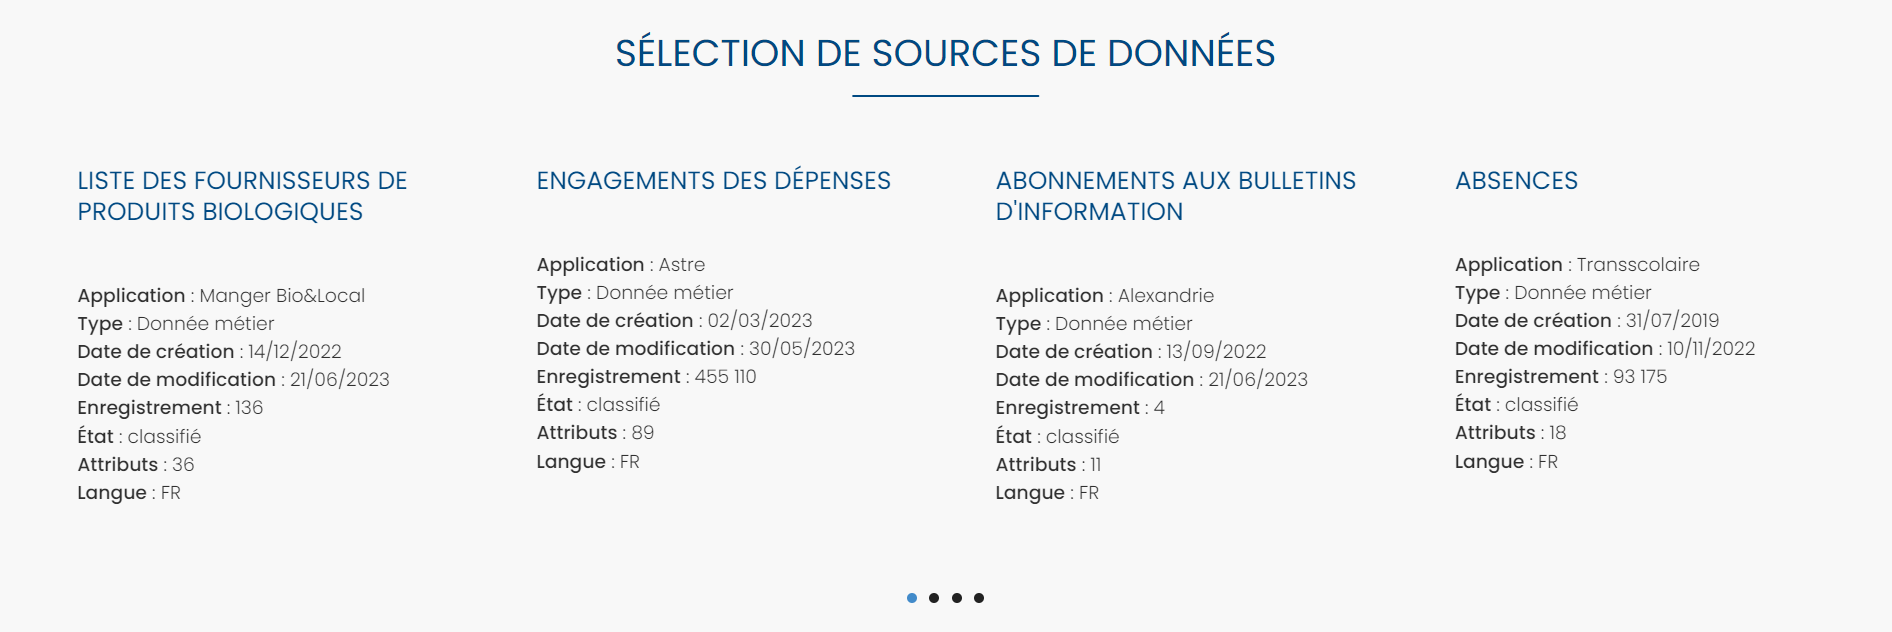 SÉLECTION DE SOURCES DE DONNÉES
LISTE DES FOURNISSEURS DE
PRODUITS BIOLOGIQUES
Application : Manger Bio&Local
Type : Donnée métier
Date de création : 14/12/2022
Date de modification : 21/06/2023
Enregistrement : 136
État : classifié
Attributs : 36
Langue : FR
ENGAGEMENTS DES DÉPENSES
Application : Astre
Type : Donnée métier
Date de création : 02/03/2023
Date de modification : 30/05/2023
Enregistrement : 455 110
État : classifié
Attributs : 89
Langue : FR
ABONNEMENTS AUX BULLETINS
D'INFORMATION
Application : Alexandrie
Type : Donnée métier
Date de création : 13/09/2022
Date de modification : 21/06/2023
Enregistrement : 4
État : classifié
Attributs : 11
Langue : FR
ABSENCES
Application : Transscolaire
Type : Donnée métier
Date de création : 31/07/2019
Date de modification : 10/11/2022
Enregistrement : 93 175
État : classifié
Attributs : 18
Langue : FR